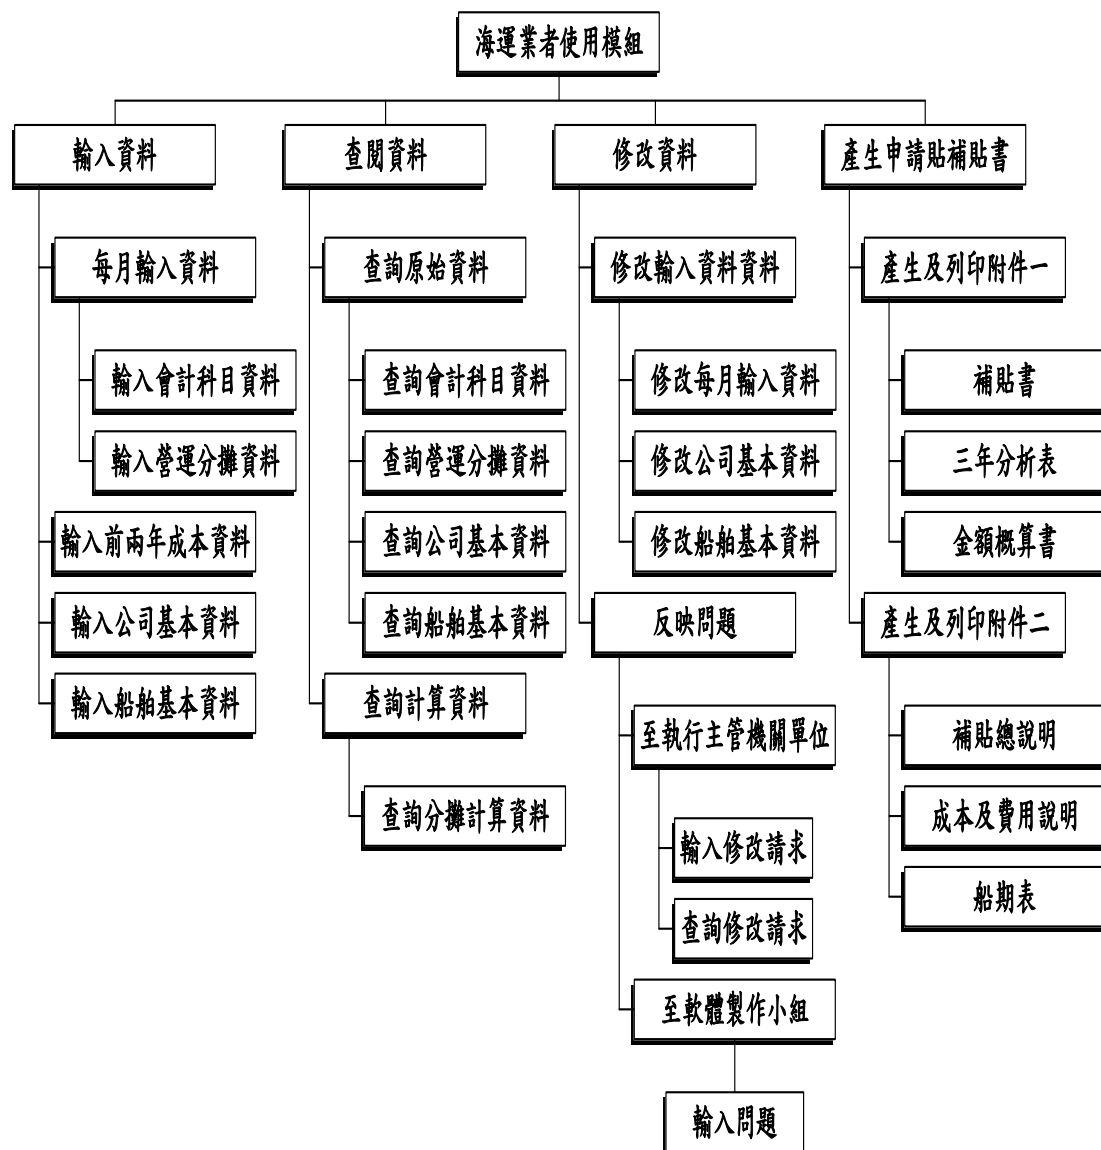 海運業者使用模組
輸入資料
每月輸入資料
輸入會計科目資料
輸入營運分攤資料
輸入前兩年成本資料
輸入公司基本資料
輸入船舶基本資料
查閱資料
查詢原始資料
查詢會計科目資料
查詢營運分攤資料
查詢公司基本資料
查詢船舶基本資料
查詢計算資料
查詢分攤計算資料
修改資料
修改輸入資料資料
修改每月輸入資料
修改公司基本資料
修改船舶基本資料
反映問題
至執行主管機關單位
輸入修改請求
查詢修改請求
至軟體製作小組
輸入問題
產生申請貼補貼書
產生及列印附件一
補貼書
三年分析表
金額概算書
產生及列印附件二
補貼總說明
成本及費用說明
船期表